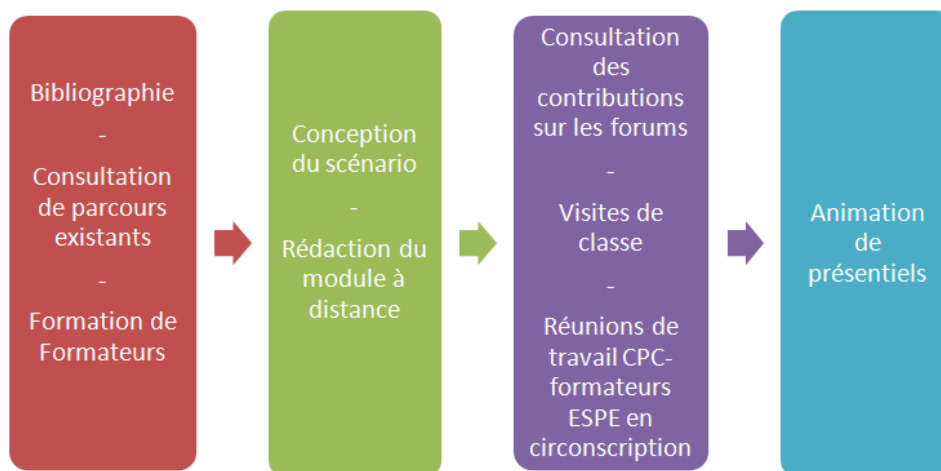 Bibliographie
-
Consultation
de parcours
existants
-
Formation de
Formateurs
Conception
du scénario
-
Rédaction du
module à
distance
Consultation
des
contributions
sur les forums
-
Visites de
classe
-
Réunions de
travail CPC-
formateurs
ESPE en
circonscription
Animation
de
présentiels